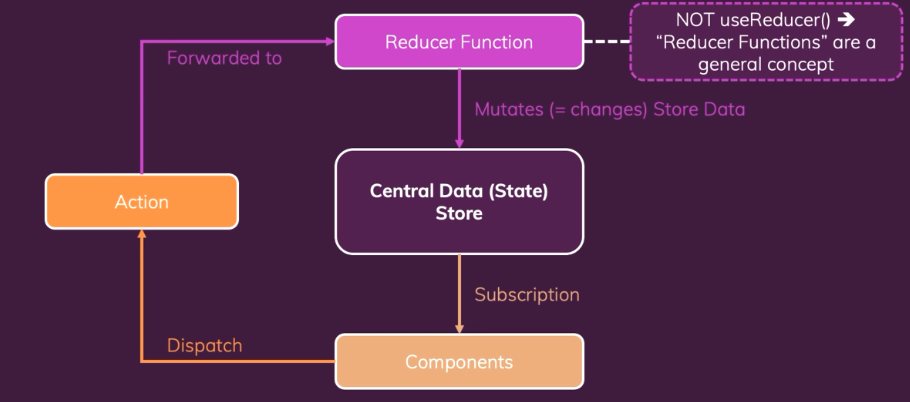 Reducer Function
NOT useReducer() ➔
“Reducer Functions” are a
general concept
Forwarded to
Mutates (= changes) Store Data
Action
Central Data (State)
Store
Subscription
Dispatch
Components